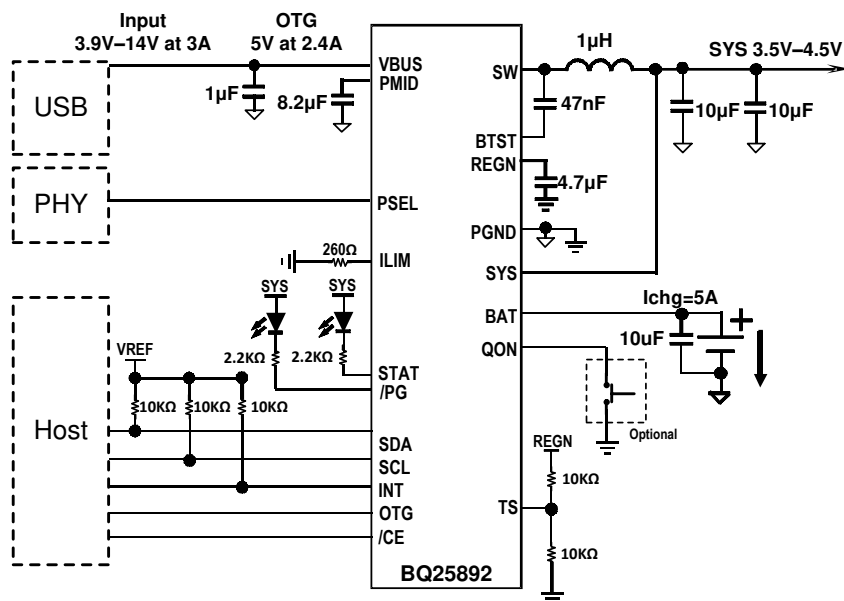 Input
3.9V–14V at 3A
OTG
5V at 2.4A
USB
1µF
8.2µF
VBUS
PMID
PHY
PSEL
260Ω
ILIM
SYS
SYS
2.2KΩ
2.2KΩ
STAT
/PG
VREF
10KΩ
10KΩ
10KΩ
Host
SDA
SCL
INT
OTG
/CE
BQ25892
SW
1µH
SYS 3.5V–4.5V
47nF
10µF
10µF
BTST
REGN
4.7µF
PGND
SYS
BAT
Ichg=5A
10uF
+
QON
Optional
REGN
10KΩ
TS
10KΩ